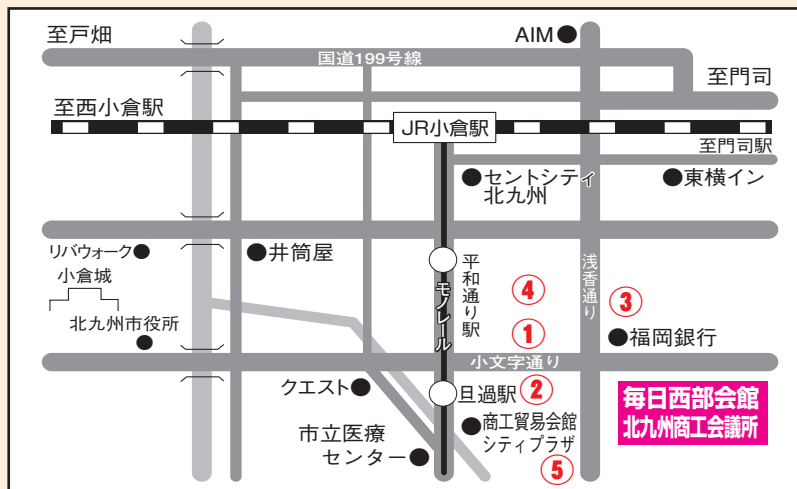 至戸畑
AIM
国道199号線
至門司
至西小倉駅
JR小倉駅
至門司駅
セントシティ
北九州
東横イン
リバウォーク
井筒屋
平和通り駅
浅香通り
小倉城
④
③
モノレール
北九州市役所
①
福岡銀行
小文字通り
クエスト
旦過駅
②
毎日西部会館
北九州商工会議所
商工貿易会館
シティプラザ
市立医療
センター
⑤